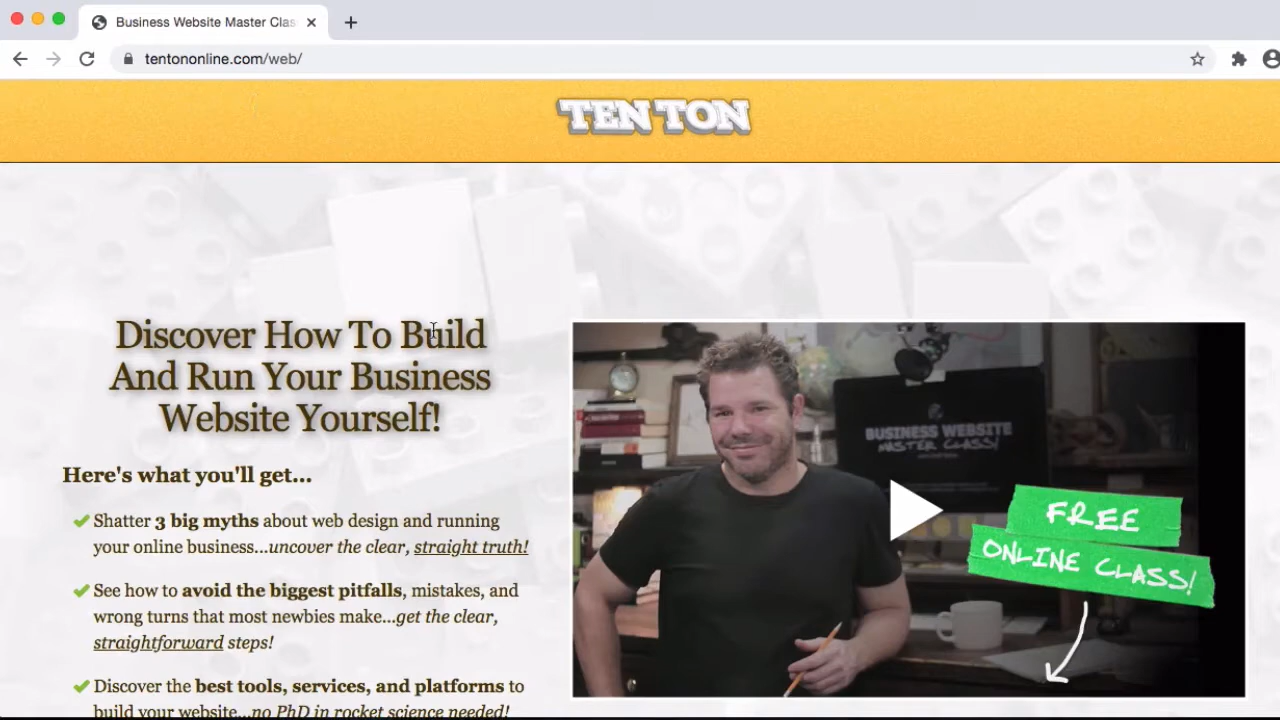 Business Website Master Clas
tentononline.com/web/
TEN TON
Discover How To Build
And Run Your Business
Website Yourself!
Here's what you'll get...
Shatter 3 big myths about web design and running
your online business...uncover the clear, straight truth!
See how to avoid the biggest pitfalls, mistakes, and
wrong turns that most newbies make...get the clear,
straightforward steps!
Discover the best tools, services, and platforms to
build your website...no PhD in rocket science needed!
BUSINESS WEBSITE
MASTER CLASS!
FREE
ONLINE CLASS!